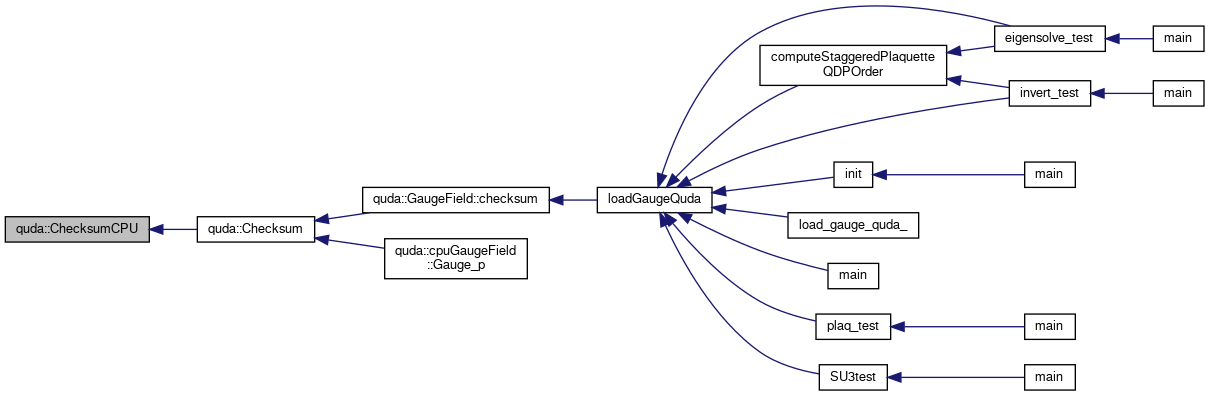 quda::ChecksumCPU
quda::Checksum
quda::GaugeField::checksum
quda::cpuGaugeField
::Gauge_p
loadGaugeQuda
computeStaggeredPlaquette
QDPOrder
eigensolve_test
main
invert_test
main
init
main
load_gauge_quda_
main
plaq_test
main
SU3test
main